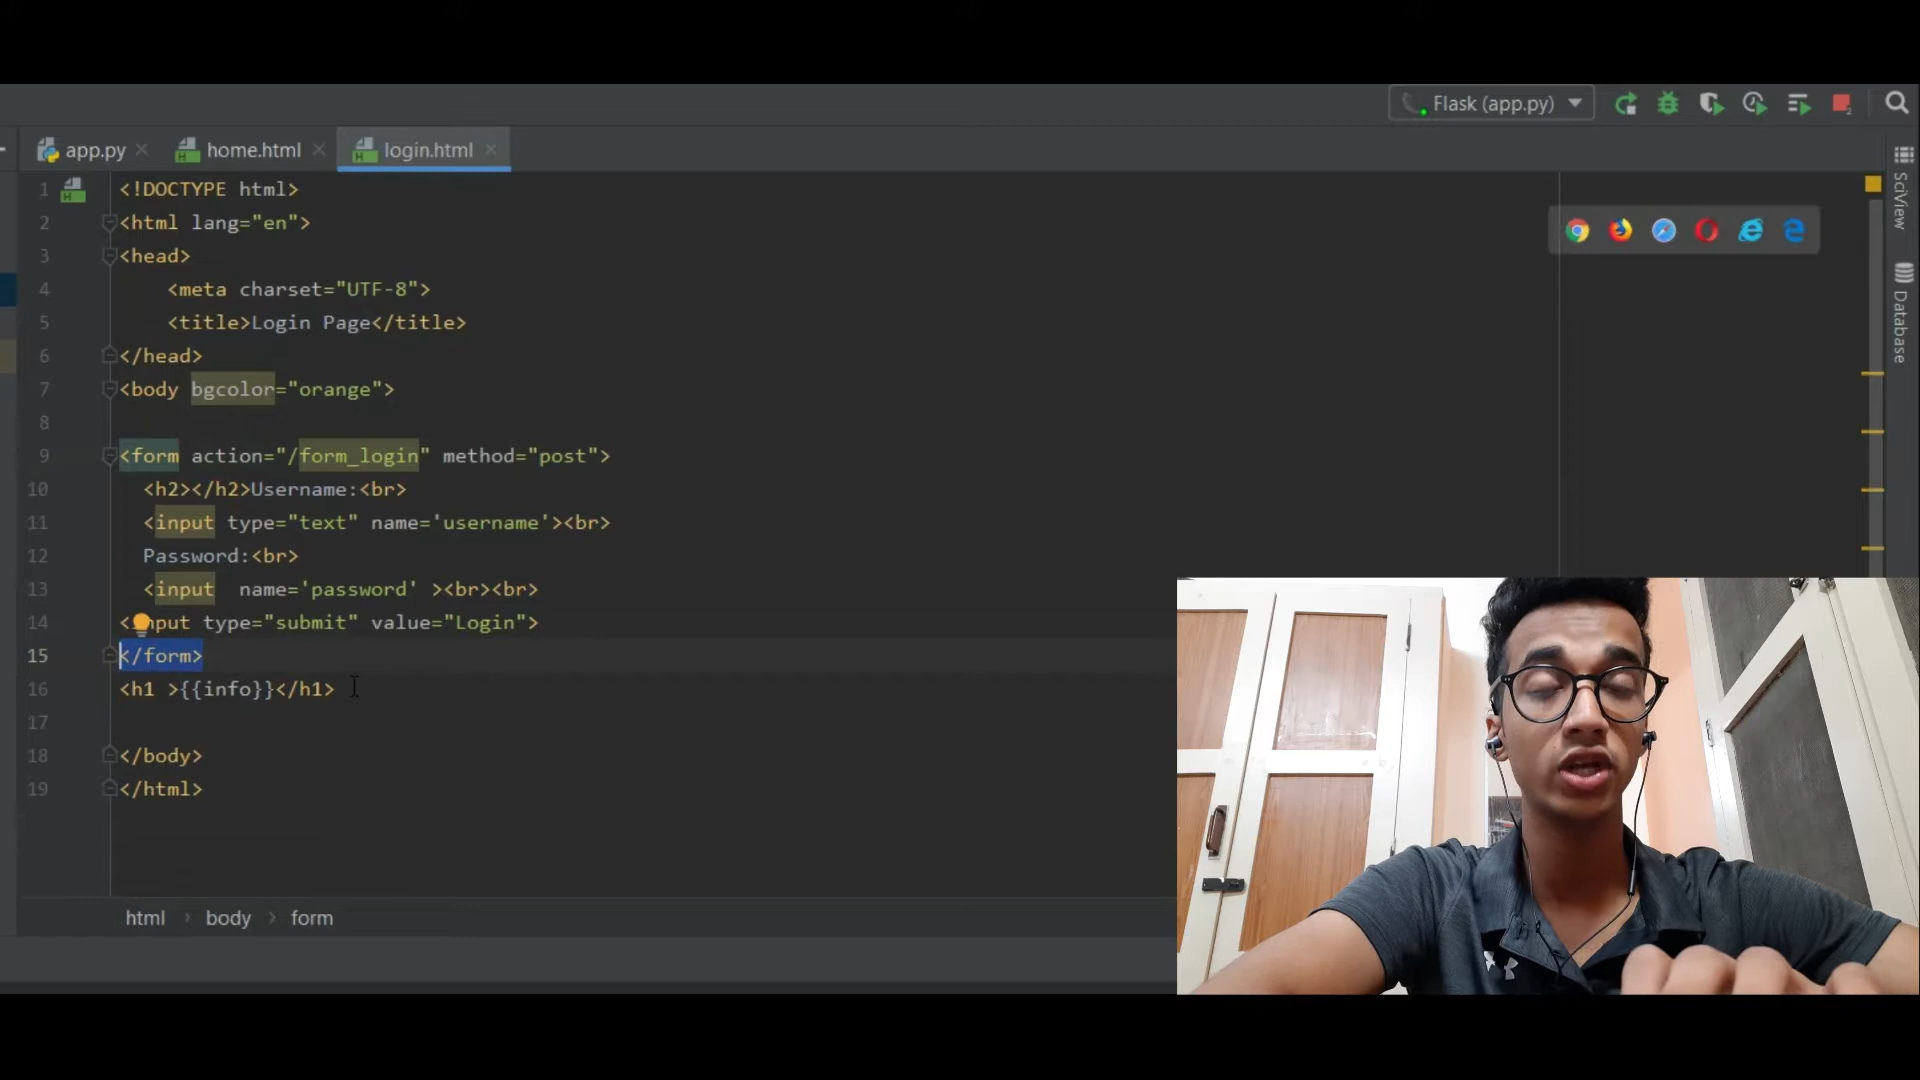 Flask (app.py)
app.py
home.html
login.html
1 <!DOCTYPE html>
2 <html lang="en">
3 <head>
4 <meta charset="UTF-8">
5 <title>Login Page</title>
6 </head>
7 <body bgcolor="orange">
8
9 <form action="/form_login" method="post">
10 <h2></h2>Username:<br>
11 <input type="text" name='username'><br>
12 Password:<br>
13 <input  name='password' ><br><br>
14 <input type="submit" value="Login">
15 </form>
16 <h1 >{{info}}</h1>
17
18 </body>
19 </html>
html › body › form
SciView
Database